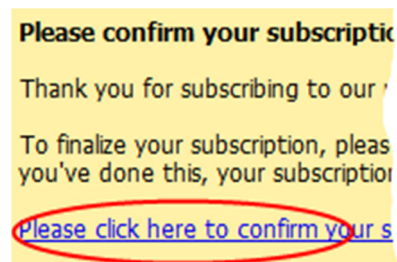 Please confirm your
Thank you for subscribing to our
To finalize your subscription,
you've done this, your
Please click here to confirm your